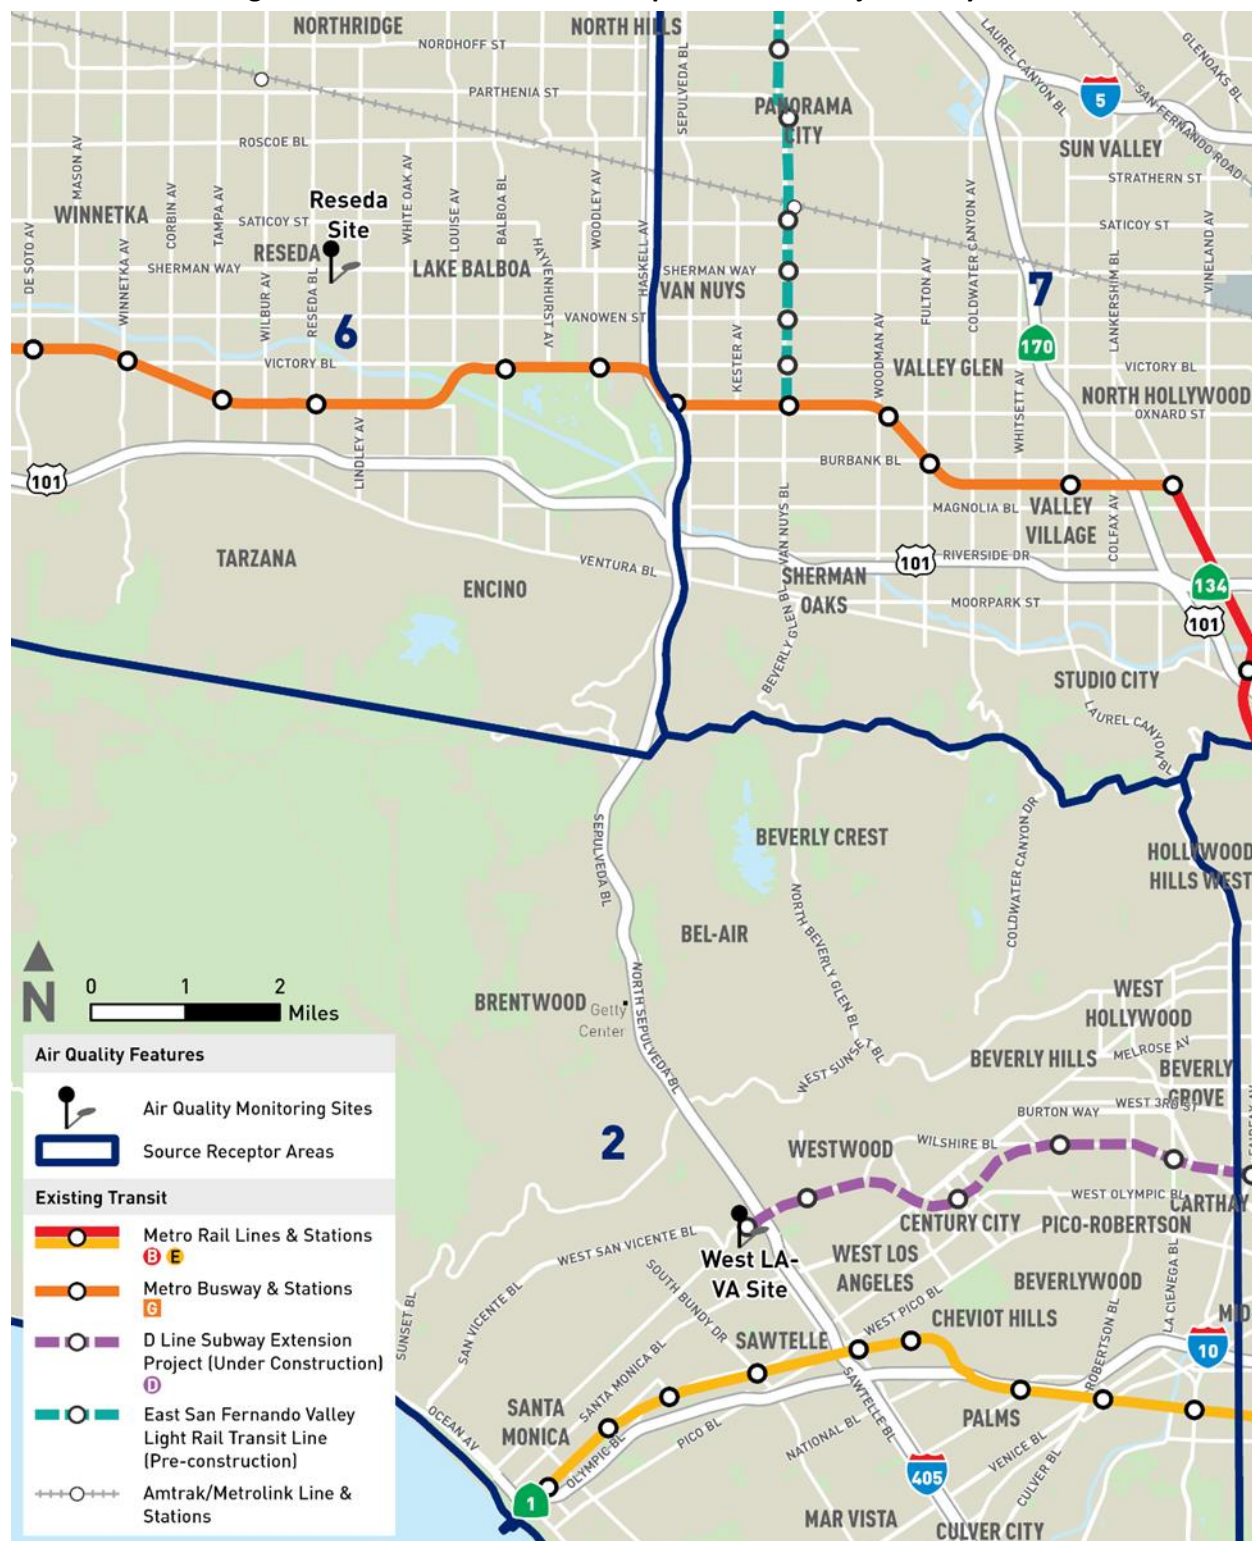 NORTHRIDGE
NORTH HILLS
NORDHOFF ST
SEPULVEDA BL
LAUREL CANYON BL
GLENOAKS BL
PARTHENIA ST
PANORAMA
CITY
5
SAN FERNANDO ROAD
ROSCOE BL
SUN VALLEY
MASON AV
STRATHERN ST
WINNETKA
CORBIN AV
TAMPA AV
Reseda
Site
SATICOY ST
WHITE OAK AV
LOUISE AV
BALBOA BL
WOODLEY AV
SATICOY ST
DE SOTO AV
WINNETKA AV
SHERMAN WAY
RESEDA
LAKE BALBOA
HAYVENHURST AV
HASKELL AV
SHERMAN WAY
VAN NUYS
FULTON AV
COLDWATER CANYON AV
7
LANKERSHIM BL
VINELAND AV
WILBUR AV
RESEDA BL
6
VANOWEN ST
170
VICTORY BL
KESTER AV
WOODMAN AV
VALLEY GLEN
VICTORY BL
NORTH HOLLYWOOD
OXNARD ST
WHITSETT AV
LINDLEY AV
101
BURBANK BL
VAN NUYS BL
MAGNOLIA BL
VALLEY
VILLAGE
COLFAX AV
TARZANA
VENTURA BL
101
RIVERSIDE DR
ENCINO
SHERMAN
OAKS
134
MOORPARK ST
101
BEVERLY GLEN BL
STUDIO CITY
LAUREL CANYON BL
SEPULVEDA BL
BEVERLY CREST
COLDWATER CANYON DR
HOLLYWOOD
HILLS WEST
NORTH BEVERLY GLEN BL
BEL-AIR
N
0 1 2
Miles
BRENTWOOD
Getty
Center
NORTH SEPULVEDA BL
WEST
HOLLYWOOD
WEST SUNSET BL
BEVERLY HILLS
MELROSE AV
BEVERLY
GROVE
Air Quality Features
Air Quality Monitoring Sites
Source Receptor Areas
2
BURTON WAY
WEST 3RD ST
FAIRFAX AV
WESTWOOD
WILSHIRE BL
WEST OLYMPIC BL
CARTHAY
CENTURY CITY
PICO-ROBERTSON
WEST SAN VICENTE BL
West LA-
VA Site
WEST LOS
ANGELES
BEVERLYWOOD
LA CIENEGA BL
Existing Transit
Metro Rail Lines & Stations
B E
Metro Busway & Stations
G
D Line Subway Extension
Project (Under Construction)
D
East San Fernando Valley
Light Rail Transit Line
(Pre-construction)
Amtrak/Metrolink Line &
Stations
SUNSET BL
SAN VICENTE BL
SOUTH BUNDY DR
SAWTELLE
WEST PICO BL
CHEVIOT HILLS
MID
10
ROBERTSON BL
SANTA MONICA BL
SAWTELLE BL
OCEAN AV
SANTA
MONICA
OLYMPIC BL
PICO BL
NATIONAL BL
PALMS
VENICE BL
CULVER BL
405
1
MAR VISTA
CULVER CITY